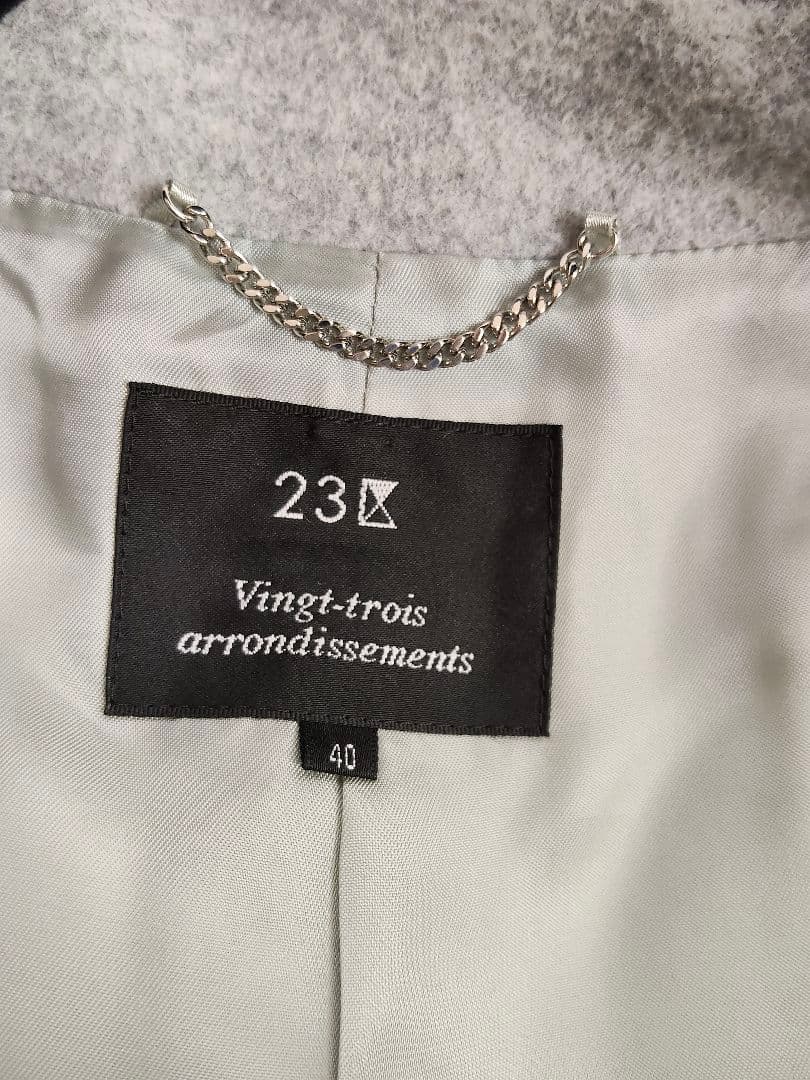 23区
Vingt-trois
arrondissements
40